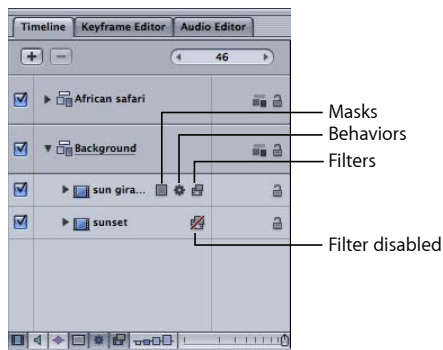 Timeline Keyframe Editor Audio Editor
46
African safari
Masks
Background
Behaviors
Filters
sun gira...
sunset
Filter disabled